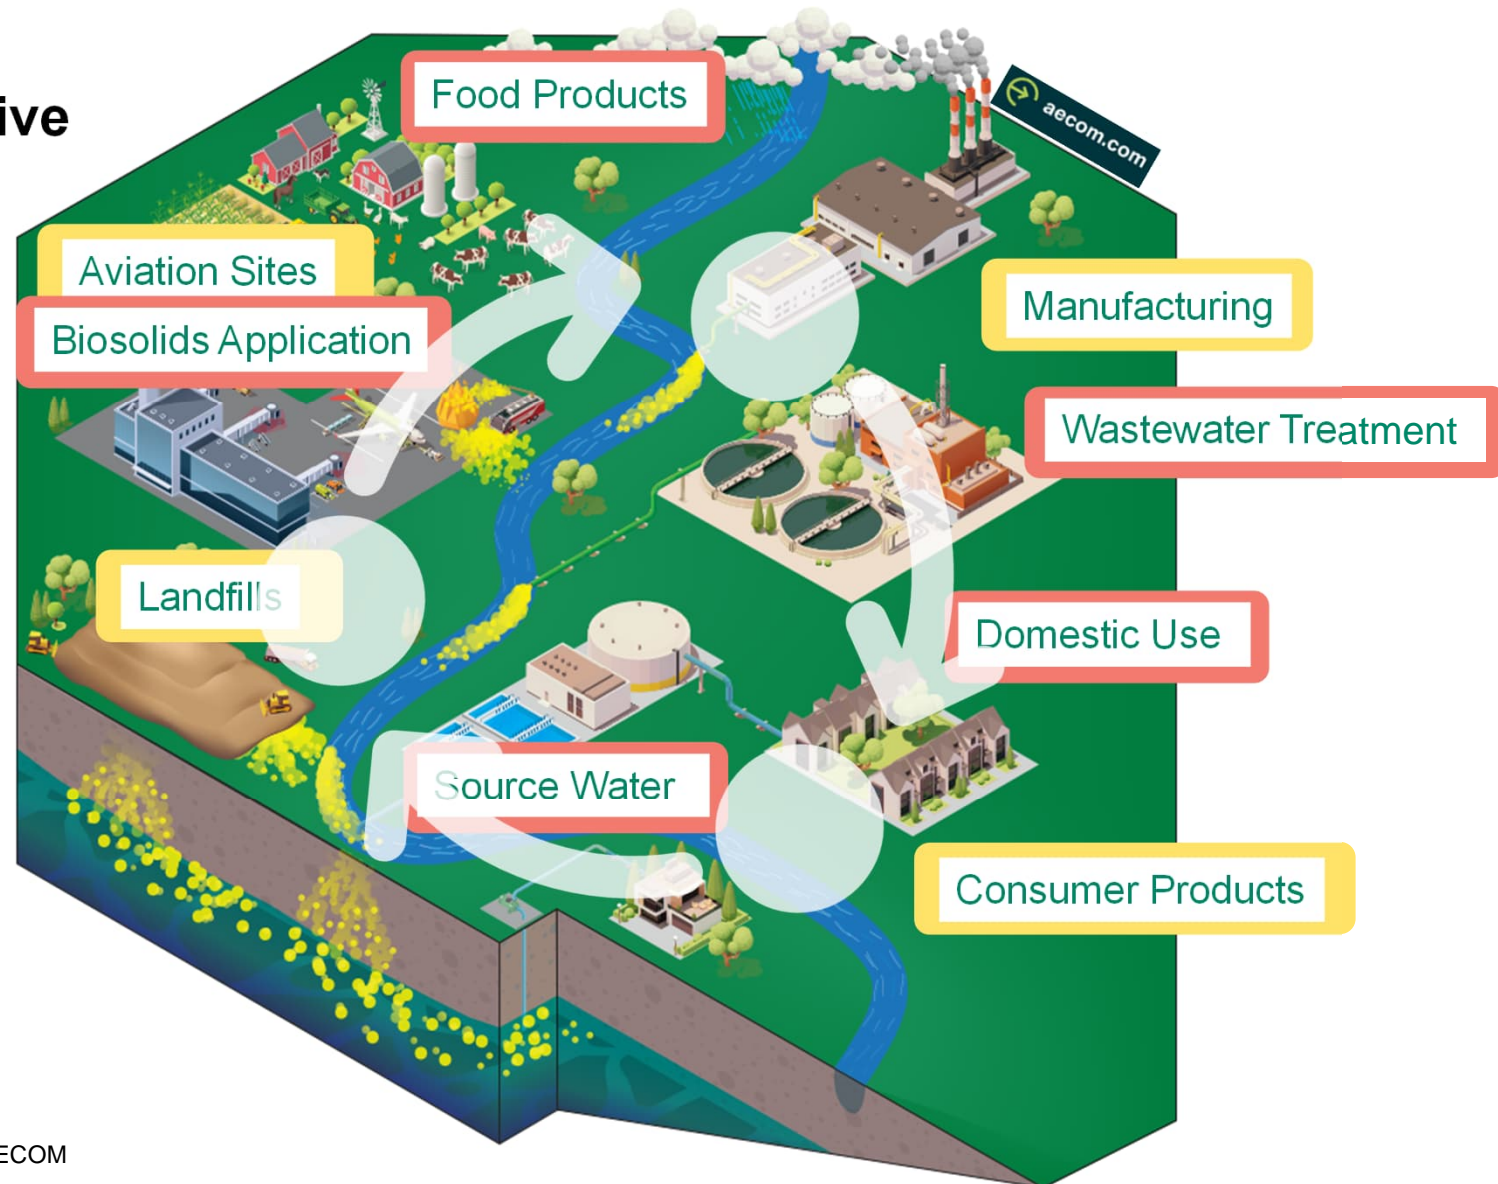 ive
Food Products
aecom.com
Aviation Sites
Biosolids Application
Manufacturing
Wastewater Treatment
Landfills
Domestic Use
Source Water
Consumer Products
ECOM